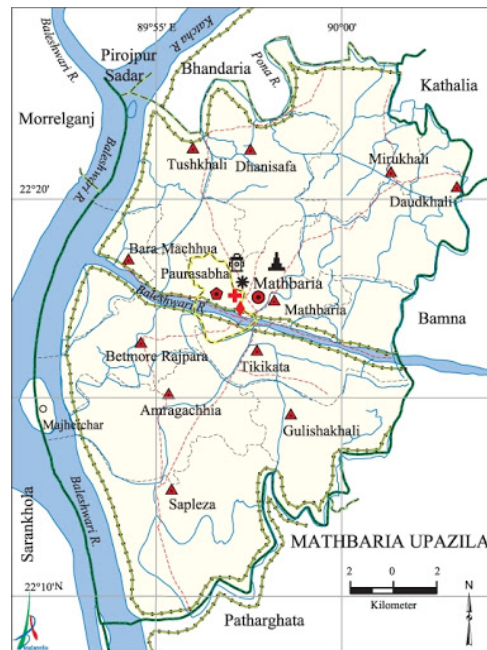 89°55' E
90°00'
Baleshwari R.
Katcha R.
Pirojpur
Sadar
Bhandaria
Pona R.
Kathalia
Morrelganj
Tushkhali
Dhanisafa
Mirukhali
Daudkhali
22°20'
Baleshwari R.
Bara Machhua
Paurasabha
Mathbaria
Mathbaria
Baleshwari R.
Bamna
Betmore Rajpara
Tikikata
Amragachhia
Majherchar
Gulishakhali
Sapleza
Sarankhola
Baleshwari R.
MATHBARIA UPAZILA
22°10'N
2 0 2
Kilometer
N
Patharghata